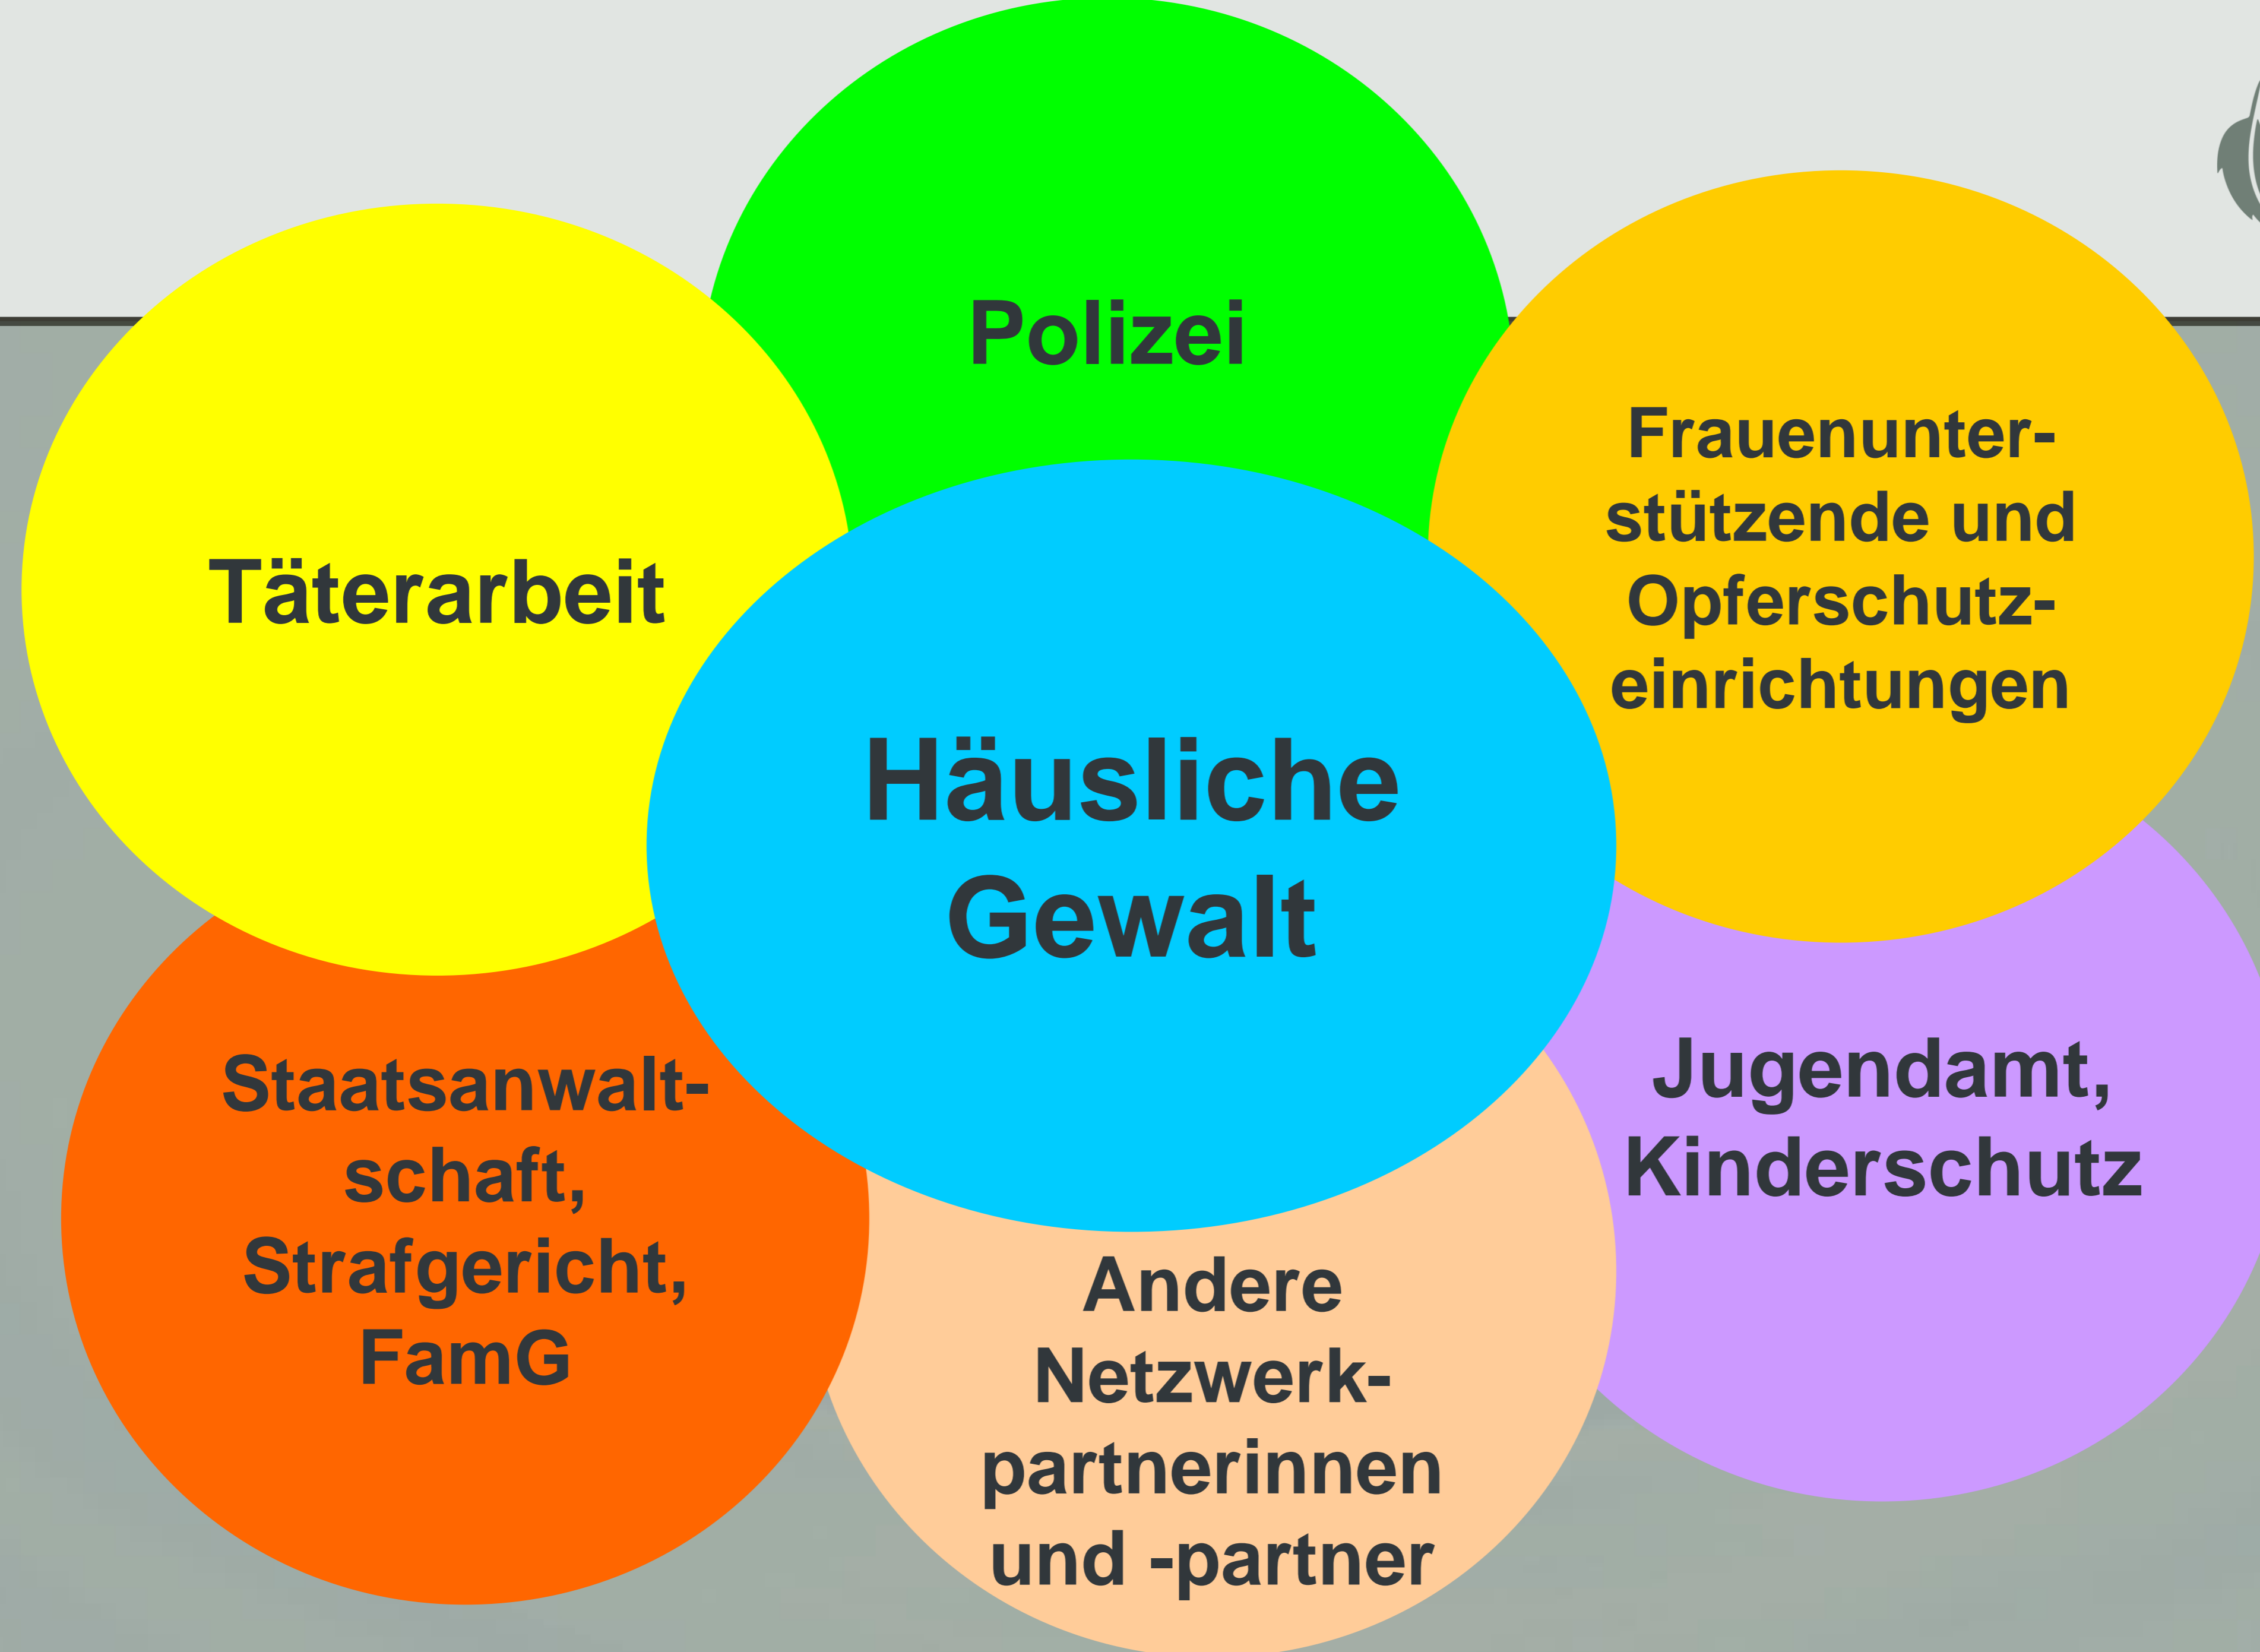 Polizei
Täterarbeit
Frauenunter-
stützende und
Opferschutz-
einrichtungen
Häusliche
Gewalt
Staatsanwalt-
schaft,
Strafgericht,
FamG
Jugendamt,
Kinderschutz
Andere
Netzwerk-
partnerinnen
und -partner